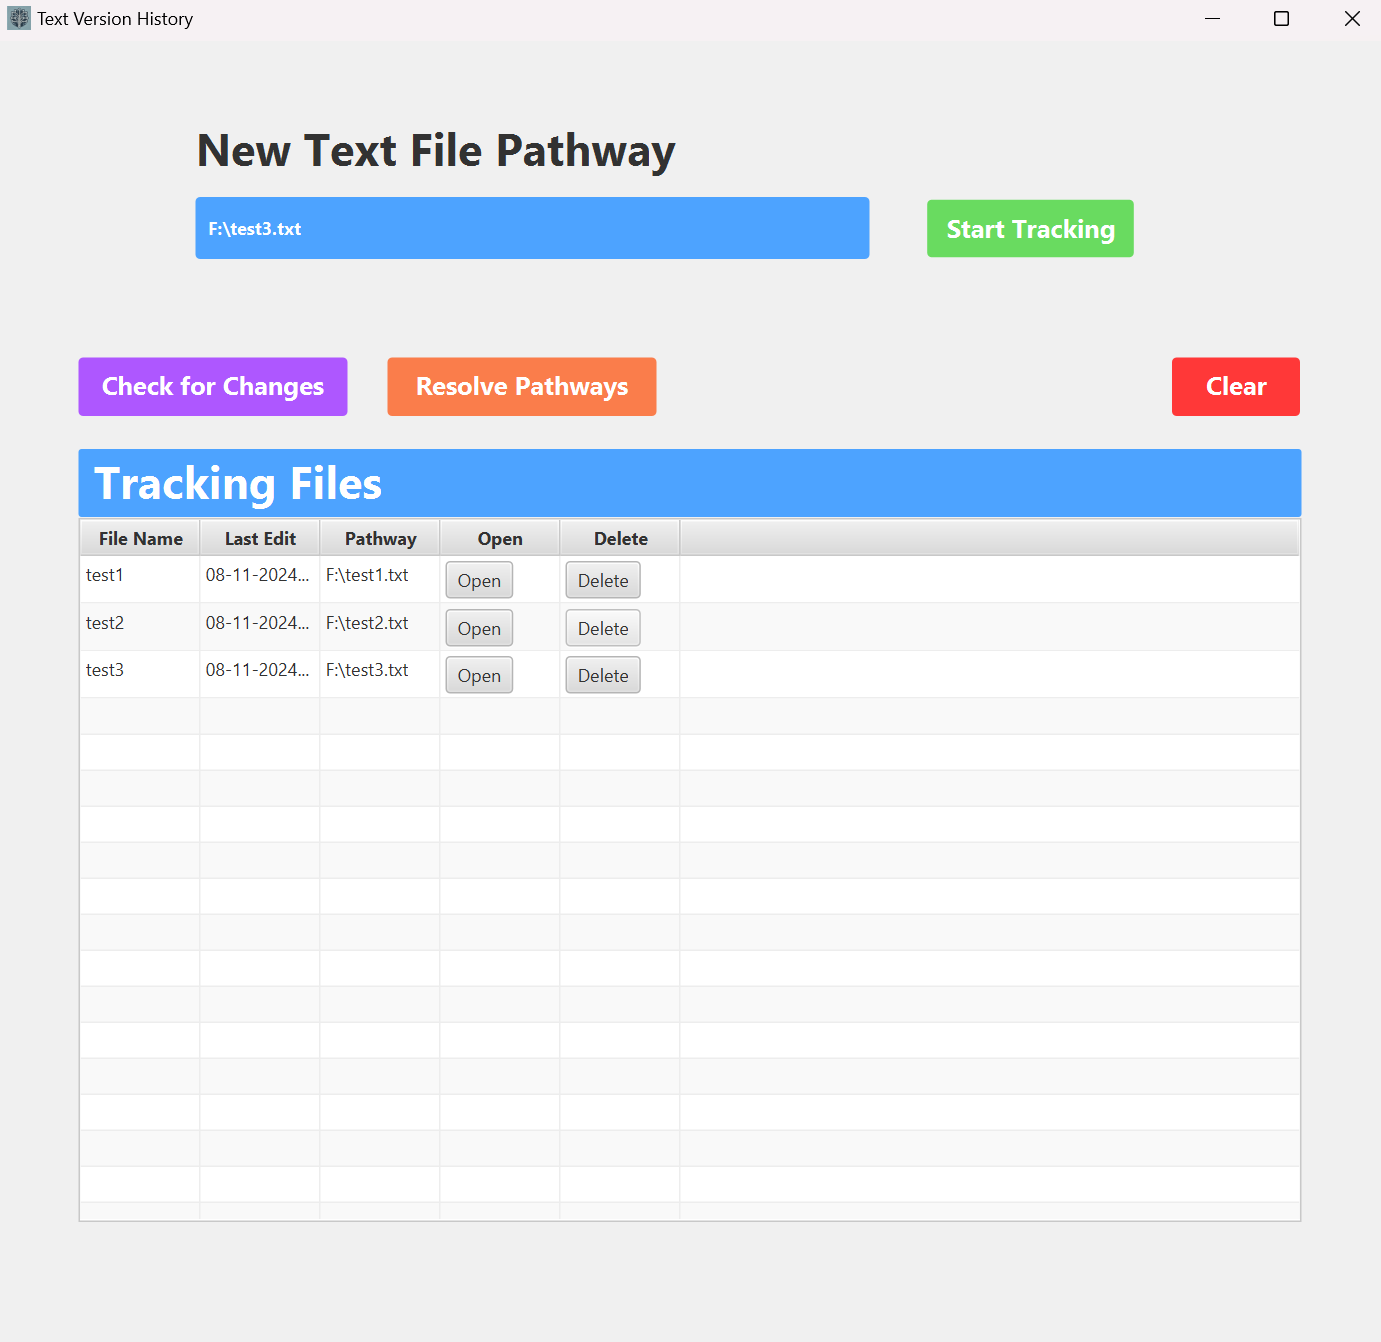 Text Version History
New Text File Pathway
F:\test3.txt
Start Tracking
Check for Changes
Resolve Pathways
Clear
Tracking Files
File Name Last Edit Pathway Open Delete
test1 08-11-2024... F:\test1.txt Open Delete
test2 08-11-2024... F:\test2.txt Open Delete
test3 08-11-2024... F:\test3.txt Open Delete